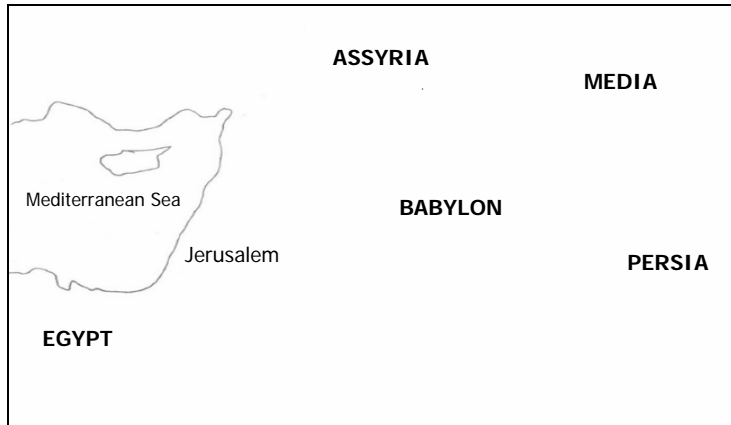 ASSYRIA
MEDIA
Mediterranean Sea
BABYLON
Jerusalem
PERSIA
EGYPT